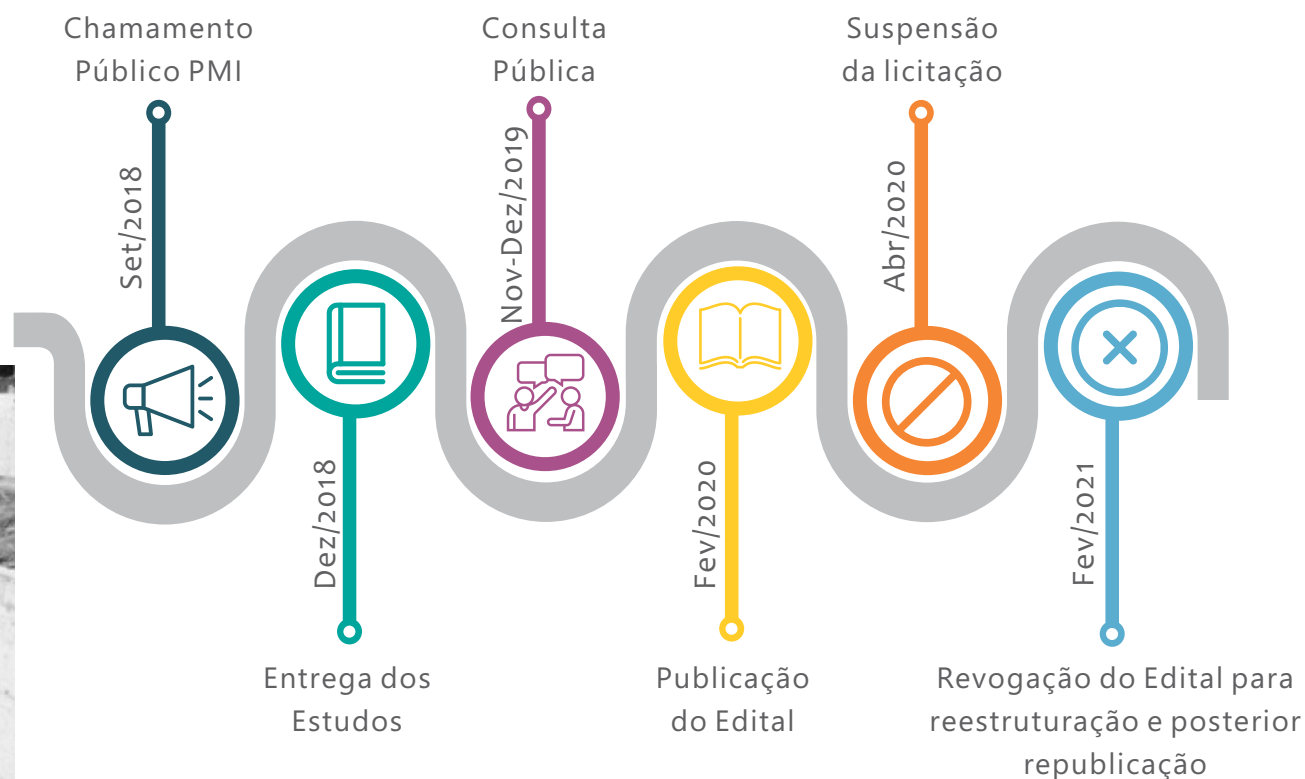 Chamamento
Público PMI
Set/2018
Dez/2018
Entrega dos
Estudos
Consulta
Pública
Nov-Dez/2019
Fev/2020
Publicação
do Edital
Suspensão
da licitação
Abr/2020
Fev/2021
Revogação do Edital para
reestruturação e posterior
republicação